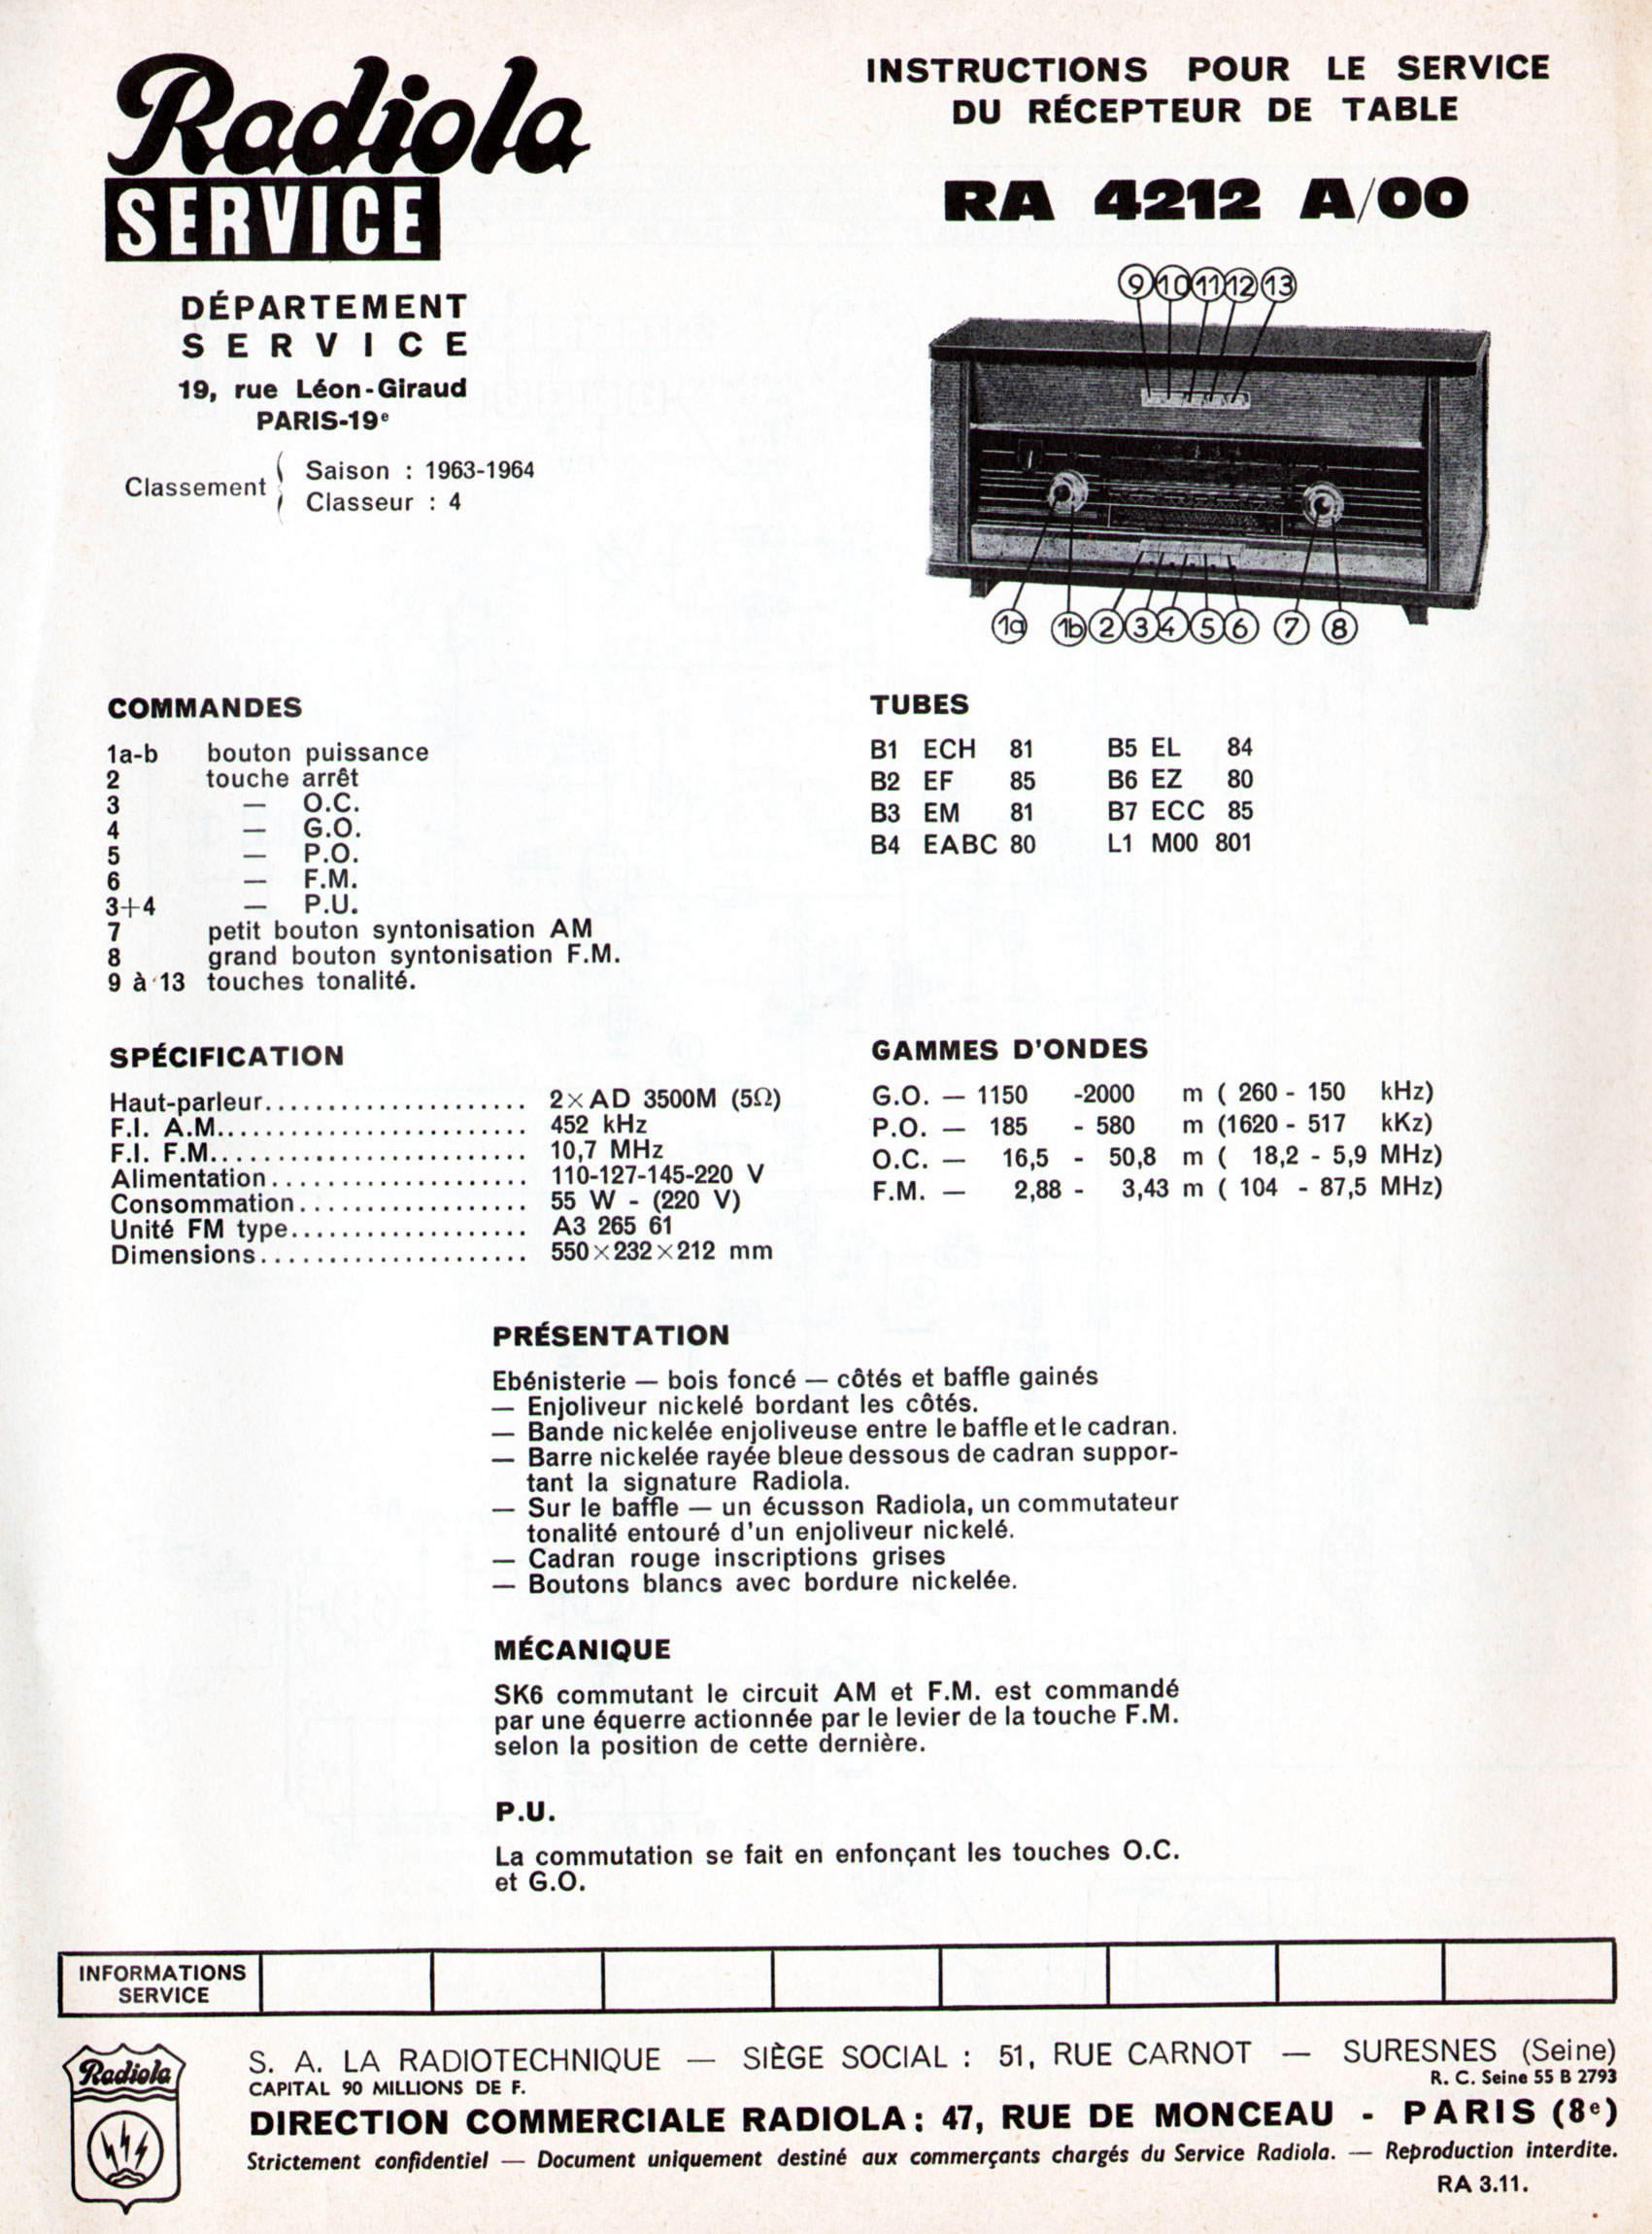 Radiola
SERVICE
DÉPARTEMENT
SERVICE
19, rue Léon-Giraud
PARIS-19e
Classement
Saison : 1963-1964
Classeur : 4
INSTRUCTIONS POUR LE SERVICE
DU RÉCEPTEUR DE TABLE
RA 4212 A/00
9 10 11 12 13
1a 1b 2 3 4 5 6 7 8
COMMANDES
1a-b bouton puissance
2 touche arrêt
3 — O.C.
4 — G.O.
5 — P.O.
6 — F.M.
3+4 — P.U.
7 petit bouton syntonisation AM
8 grand bouton syntonisation F.M.
9 à 13 touches tonalité.
TUBES
B1 ECH 81 B5 EL 84
B2 EF 85 B6 EZ 80
B3 EM 81 B7 ECC 85
B4 EABC 80 L1 M00 801
SPÉCIFICATION
Haut-parleur...................... 2×AD 3500M (5Ω)
F.I. A.M.......................... 452 kHz
F.I. F.M.......................... 10,7 MHz
Alimentation.................... 110-127-145-220 V
Consommation.................. 55 W - (220 V)
Unité FM type................... A3 265 61
Dimensions...................... 550×232×212 mm
GAMMES D'ONDES
G.O. — 1150 -2000 m ( 260 - 150 kHz)
P.O. — 185 - 580 m (1620 - 517 kKz)
O.C. — 16,5 - 50,8 m ( 18,2 - 5,9 MHz)
F.M. — 2,88 - 3,43 m ( 104 - 87,5 MHz)
PRÉSENTATION
Ebénisterie — bois foncé — côtés et baffle gainés
— Enjoliveur nickelé bordant les côtés.
— Bande nickelée enjoliveuse entre le baffle et le cadran.
— Barre nickelée rayée bleue dessous de cadran suppor-
tant la signature Radiola.
— Sur le baffle — un écusson Radiola, un commutateur
tonalité entouré d'un enjoliveur nickelé.
— Cadran rouge inscriptions grises
— Boutons blancs avec bordure nickelée.
MÉCANIQUE
SK6 commutant le circuit AM et F.M. est commandé
par une équerre actionnée par le levier de la touche F.M.
selon la position de cette dernière.
P.U.
La commutation se fait en enfonçant les touches O.C.
et G.O.
INFORMATIONS
SERVICE
Radiola
S. A. LA RADIOTECHNIQUE — SIÈGE SOCIAL : 51, RUE CARNOT — SURESNES (Seine)
CAPITAL 90 MILLIONS DE F. R. C. Seine 55 B 2793
DIRECTION COMMERCIALE RADIOLA : 47, RUE DE MONCEAU - PARIS (8e)
Strictement confidentiel — Document uniquement destiné aux commerçants chargés du Service Radiola. — Reproduction interdite.
RA 3.11.